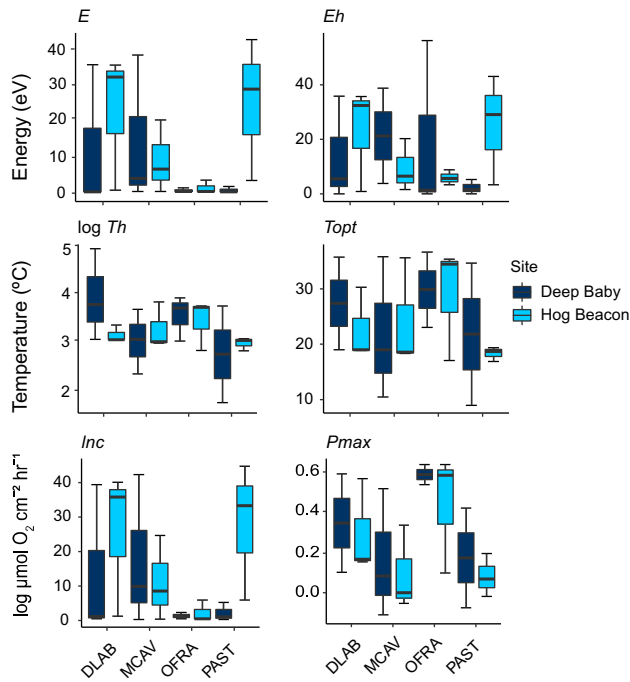 E
Eh
Energy (eV)
40
30
20
10
0
40
20
0
log Th
Topt
Temperature (ºC)
5
4
3
2
30
20
10
Site
Deep Baby
Hog Beacon
Inc
Pmax
log µmol O₂ cm⁻² hr⁻¹
40
30
20
10
0
0.6
0.2
0.0
DLAB
MCAV
OFRA
PAST
DLAB
MCAV
OFRA
PAST